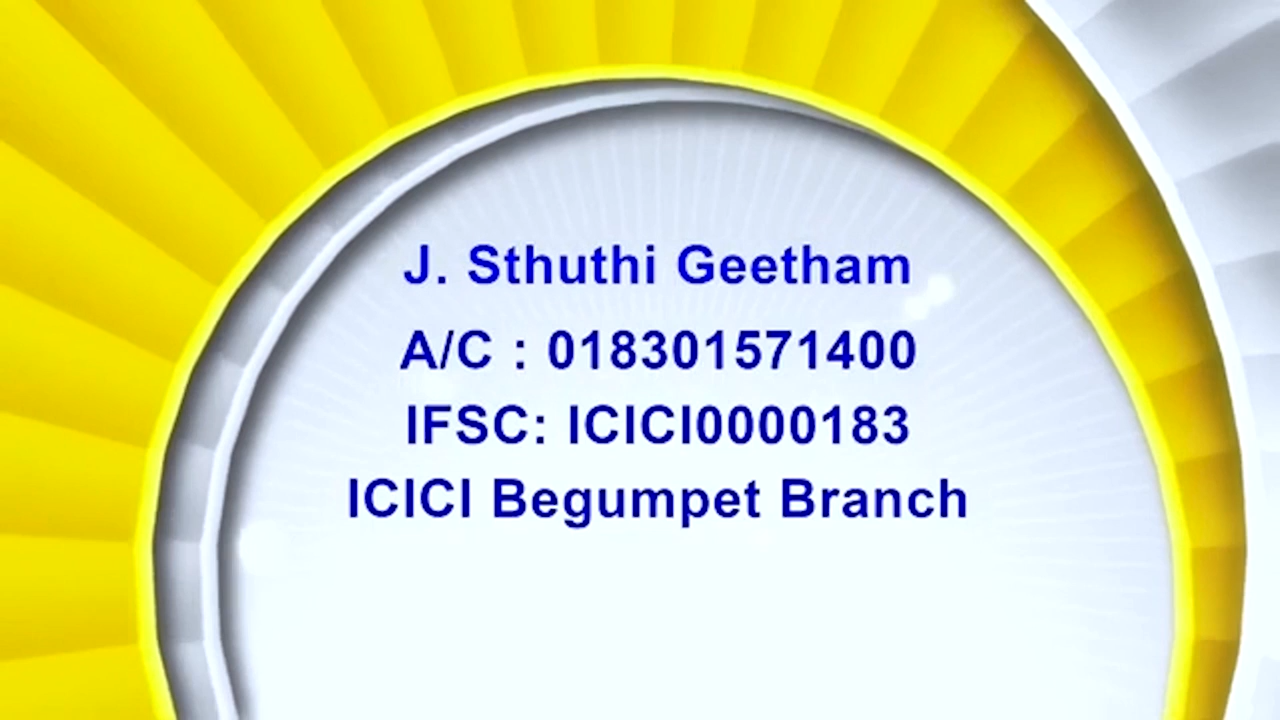 J. Sthuthi Geetham
A/C : 018301571400
IFSC: ICICI0000183
ICICI Begumpet Branch